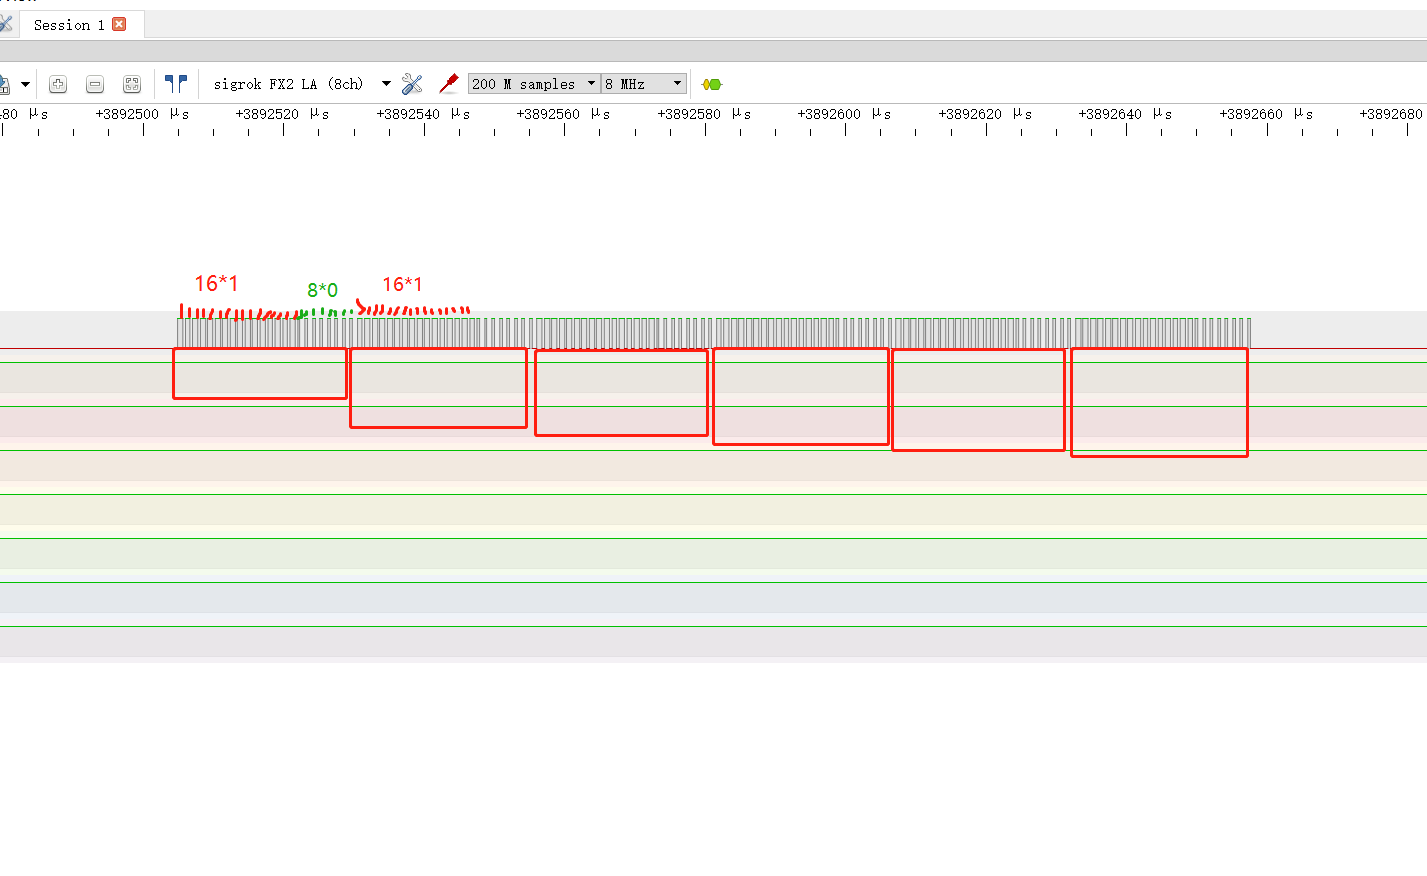 Session 1
sigrok FX2 LA (8ch)
200 M samples
8 MHz
80 µs
+3892500 µs
+3892520 µs
+3892540 µs
+3892560 µs
+3892580 µs
+3892600 µs
+3892620 µs
+3892640 µs
+3892660 µs
+3892680
16*1
8*0
16*1